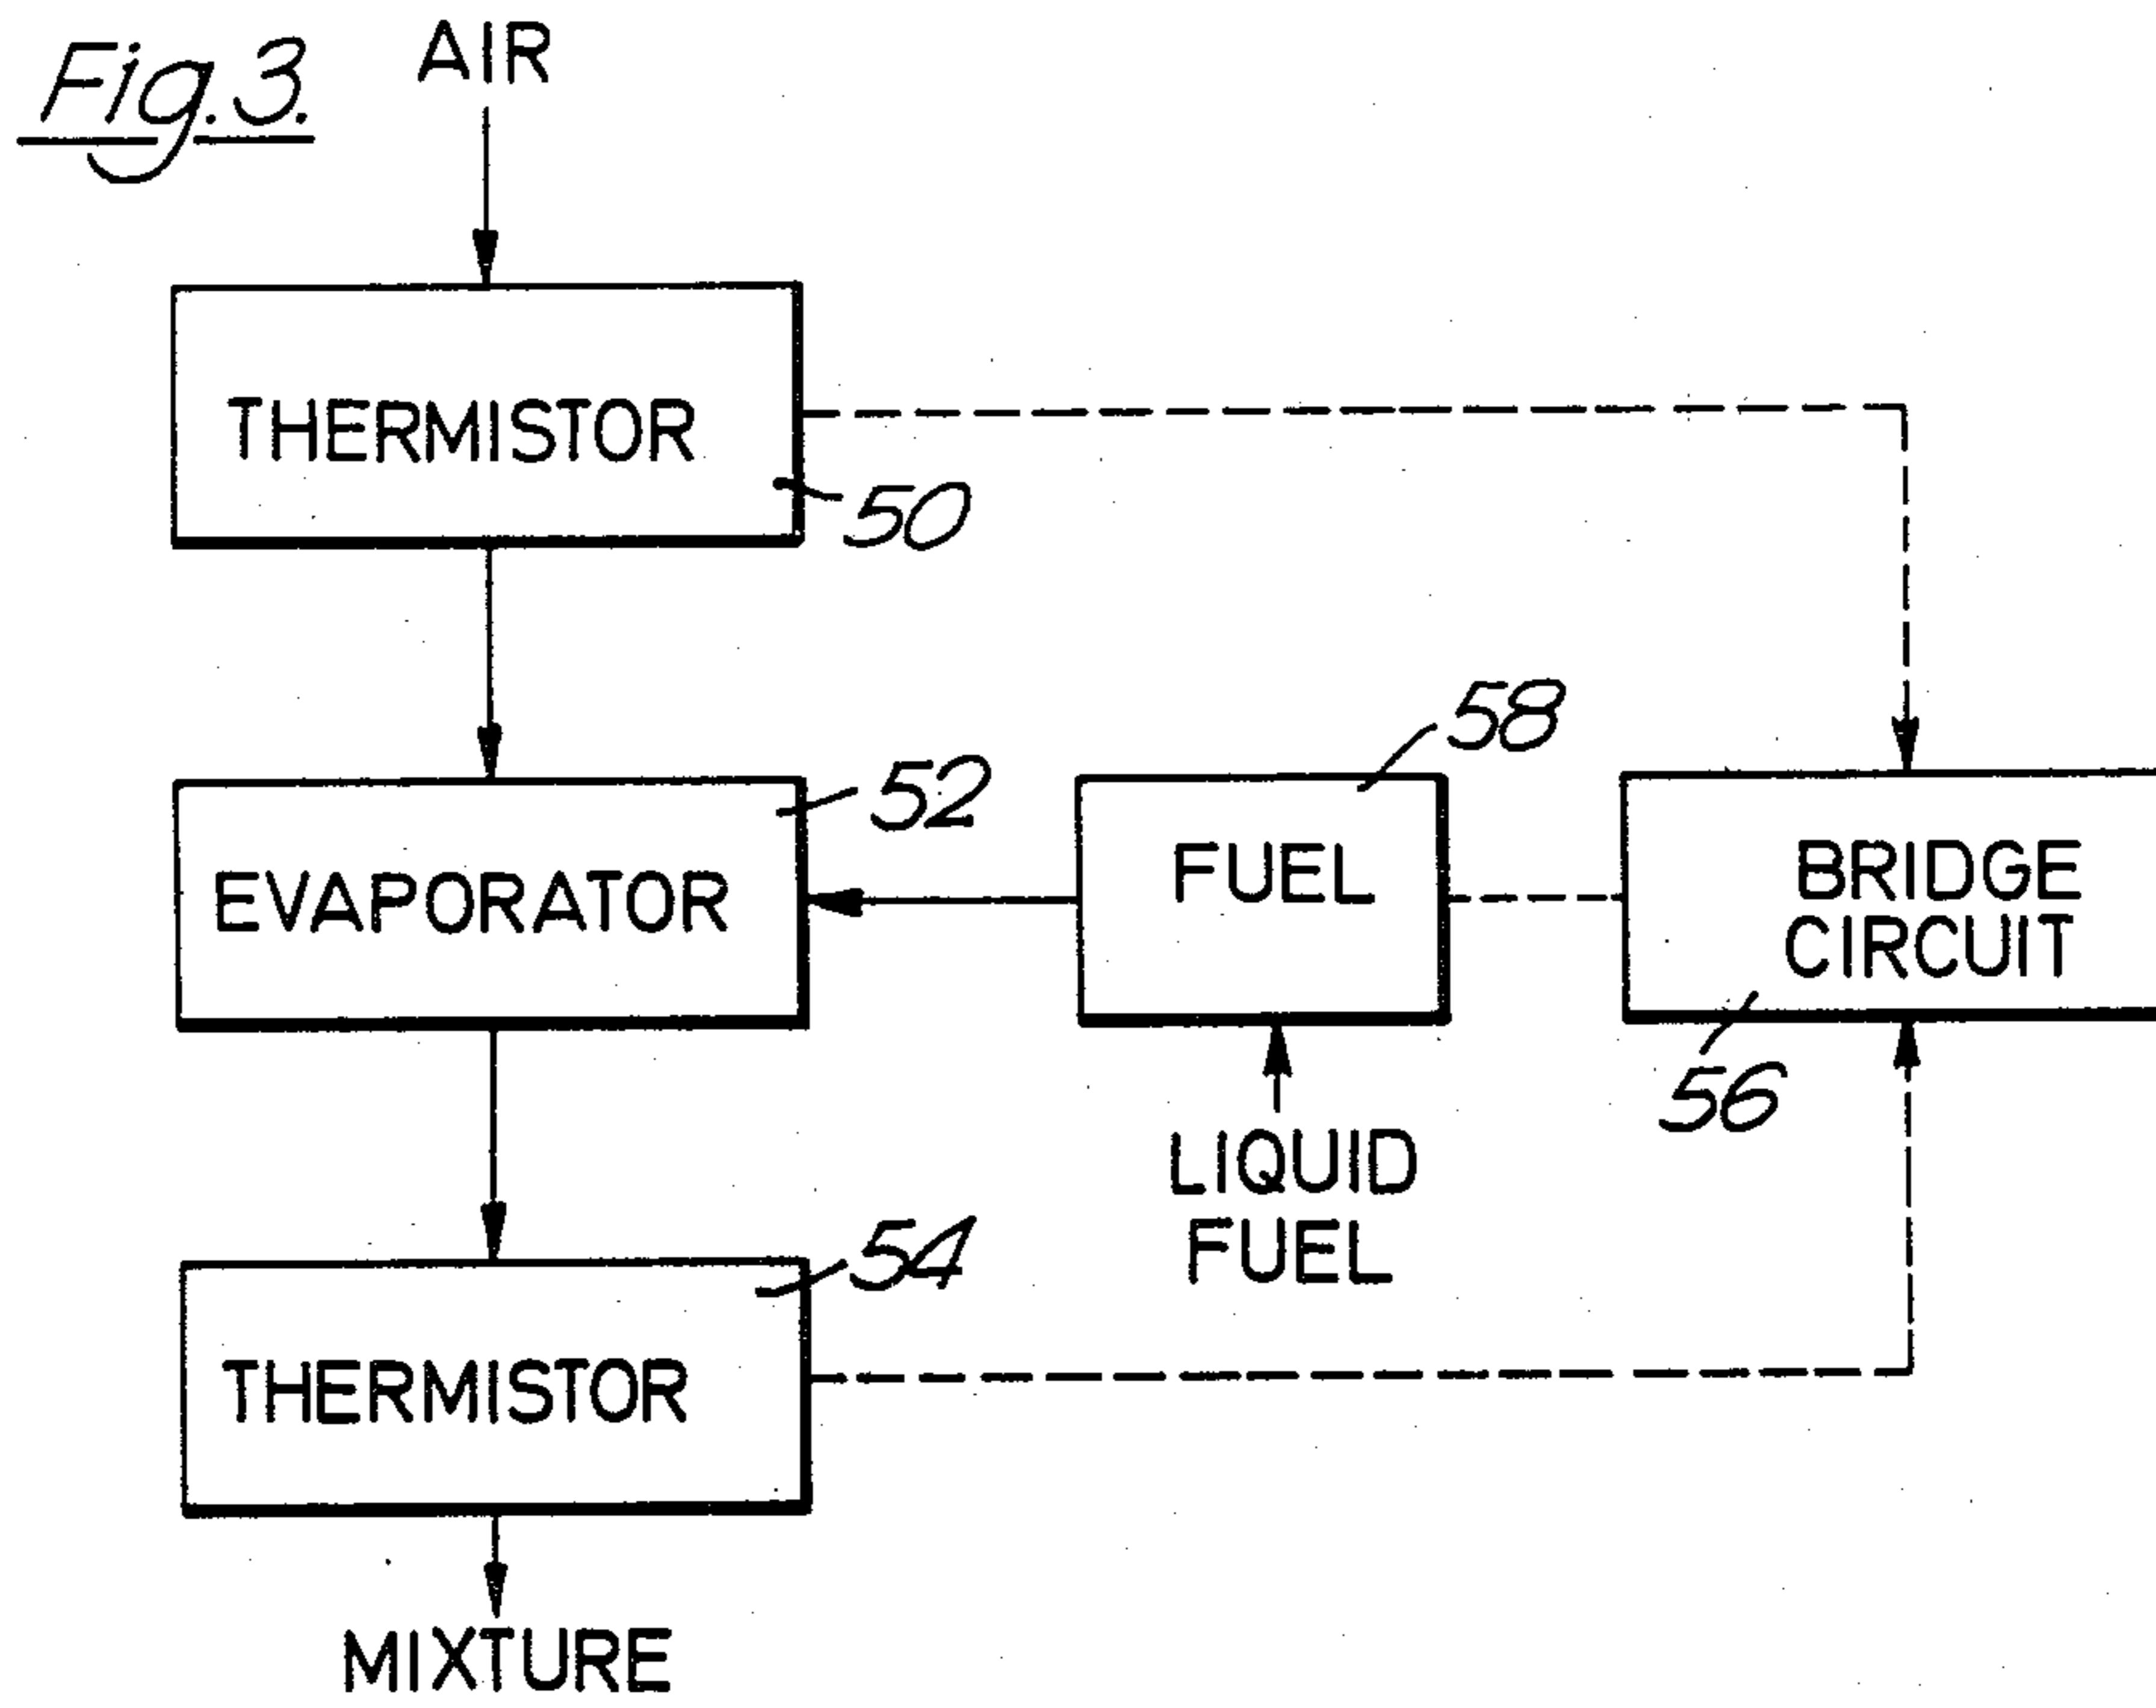 Fig.3.
AIR
THERMISTOR
50
58
52
EVAPORATOR
FUEL
BRIDGE
CIRCUIT
56
LIQUID
FUEL
54
THERMISTOR
MIXTURE